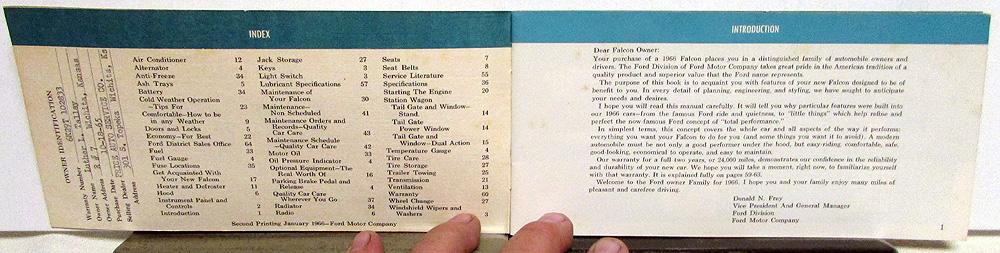 INDEX
OWNER IDENTIFICATION
Warranty Number
Owner Name
Owner Address
Purchase Date
Selling Dealer
Address
Air Conditioner 12
Alternator 4
Anti-Freeze 34
Ash Trays 5
Battery 34
Cold Weather Operation
—Tips For 23
Comfortable—How to be
in any Weather 9
Doors and Locks 5
Economy—For Best 22
Ford District Sales Office 64
Fuel 33
Fuel Gauge 4
Fuse Locations 35
Get Acquainted With
Your New Falcon 17
Heater and Defroster 11
Hood 6
Instrument Panel and
Controls 2
Introduction 1
Jack Storage 27
Keys 3
Light Switch 3
Lubricant Specifications 57
Maintenance of
Your Falcon 30
Maintenance—
Non Scheduled 41
Maintenance Orders and
Records—Quality
Car Care 43
Maintenance Schedule
—Quality Car Care 42
Motor Oil 33
Oil Pressure Indicator 4
Optional Equipment—The
Real Worth Of 16
Parking Brake Pedal and
Release 4
Quality Car Care
Wherever You Go 37
Radiator 34
Radio 6
Seats 7
Seat Belts 8
Service Literature 55
Specifications 36
Starting The Engine 20
Station Wagon
Tail Gate and Window—
Stand. 14
Tail Gate
Power Window 14
Tail Gate
Window—Dual Action 15
Temperature Gauge 4
Tire Care 28
Tire Storage 27
Trailer Towing 25
Transmission 21
Ventilation 13
Warranty 60
Wheel Change 27
Windshield Wipers and
Washers 3
Second Printing January 1966—Ford Motor Company
INTRODUCTION
Dear Falcon Owner:
Your purchase of a 1966 Falcon places you in a distinguished family of automobile owners and
drivers. The Ford Division of Ford Motor Company takes great pride in the American tradition of a
quality product and superior value that the Ford name represents.
The purpose of this book is to acquaint you with features of your new Falcon designed to be of
benefit to you. In every detail of planning, engineering, and styling, we have sought to anticipate
your needs and desires.
I hope you will read this manual carefully. It will tell you why particular features were built into
our 1966 cars—from the famous Ford ride and quietness, to "little things" which help refine and
perfect the now famous Ford concept of "total performance."
In simplest terms, this concept covers the whole car and all aspects of the way it performs:
everything you want your Falcon to do for you (and some things you want it to avoid). A modern
automobile must be not only a good performer under the hood, but easy-riding, comfortable, safe,
good-looking, economical to operate, and easy to maintain.
Our warranty for a full two years, or 24,000 miles, demonstrates our confidence in the reliability
and durability of your new car. We hope you will take a moment, right now, to familiarize yourself
with that warranty. It is explained fully on pages 59-63.
Welcome to the Ford owner Family for 1966. I hope you and your family enjoy many miles of
pleasant and carefree driving.
Donald N. Frey
Vice President And General Manager
Ford Division
Ford Motor Company
1